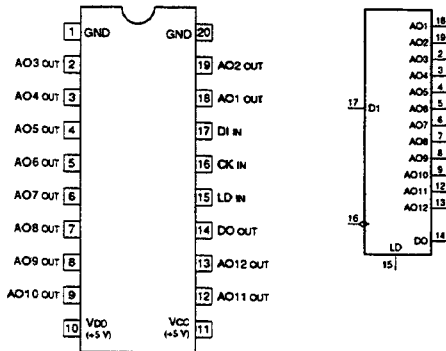 1 GND GND 20
AO3 OUT 2 19 AO2 OUT
AO4 OUT 3 18 AO1 OUT
AO5 OUT 4 17 DI IN
AO6 OUT 5 16 CK IN
AO7 OUT 6 15 LD IN
AO8 OUT 7 14 DO OUT
AO9 OUT 8 13 AO12 OUT
AO10 OUT 9 12 AO11 OUT
10 VDD VCC 11
(+5 V) (+5 V)
AO1 18
AO2 19
AO3 2
AO4 3
AO5 4
17 D1 AO6 5
AO7 6
AO8 7
AO9 8
AO10 9
AO11 12
AO12 13
16
DO 14
LD
15